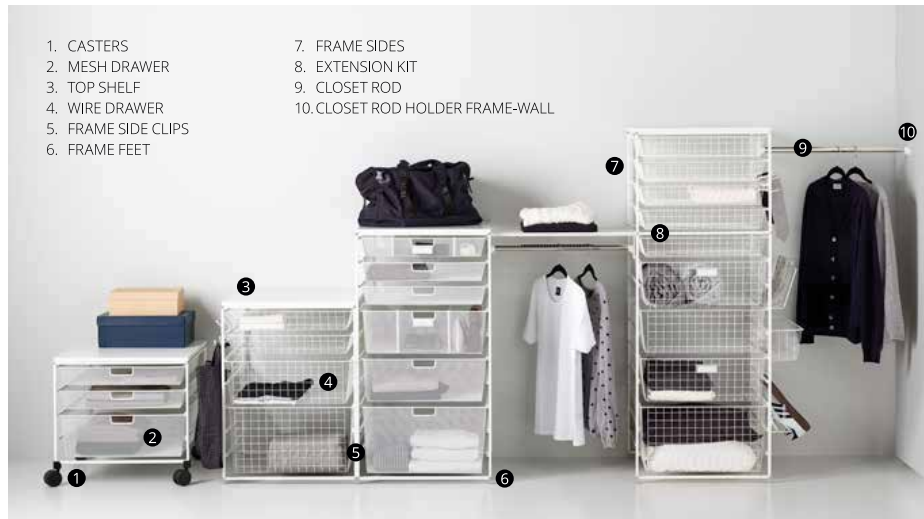 1. CASTERS
2. MESH DRAWER
3. TOP SHELF
4. WIRE DRAWER
5. FRAME SIDE CLIPS
6. FRAME FEET
7. FRAME SIDES
8. EXTENSION KIT
9. CLOSET ROD
10. CLOSET ROD HOLDER FRAME-WALL
10
9
7
8
3
4
2
5
1
6